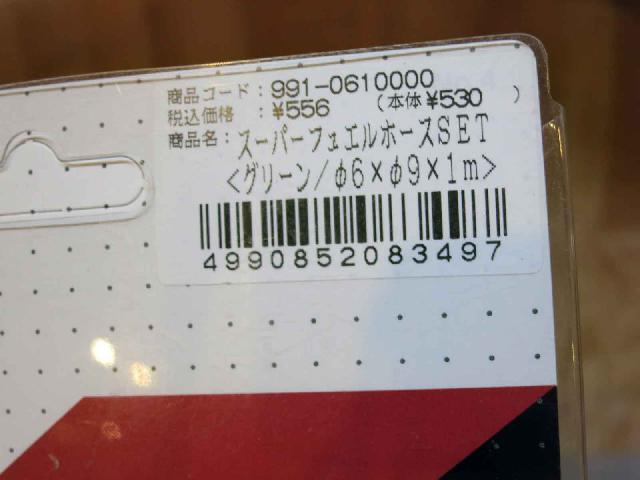 商品コード：991-0610000
税込価格：¥556 （本体¥530 ）
商品名：スーパーフェエルホースSET
<グリーン/φ6×φ9×1m>
4990852083497